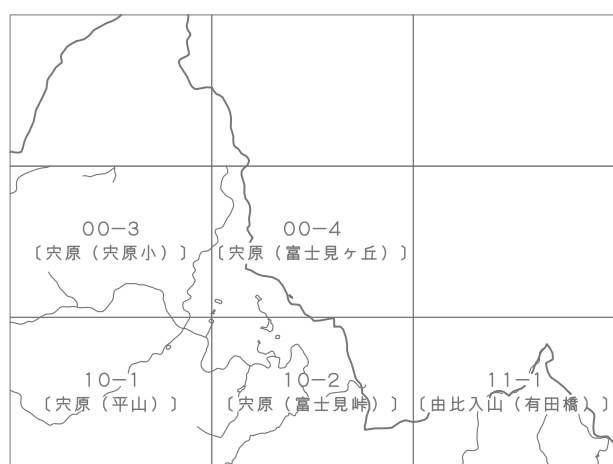 00-3
〔宍原（宍原小）〕
00-4
〔宍原（富士見ヶ丘）〕
10-1
〔宍原（平山）〕
10-2
〔宍原（富士見峠）〕
11-1
〔由比入山（有田橋）〕